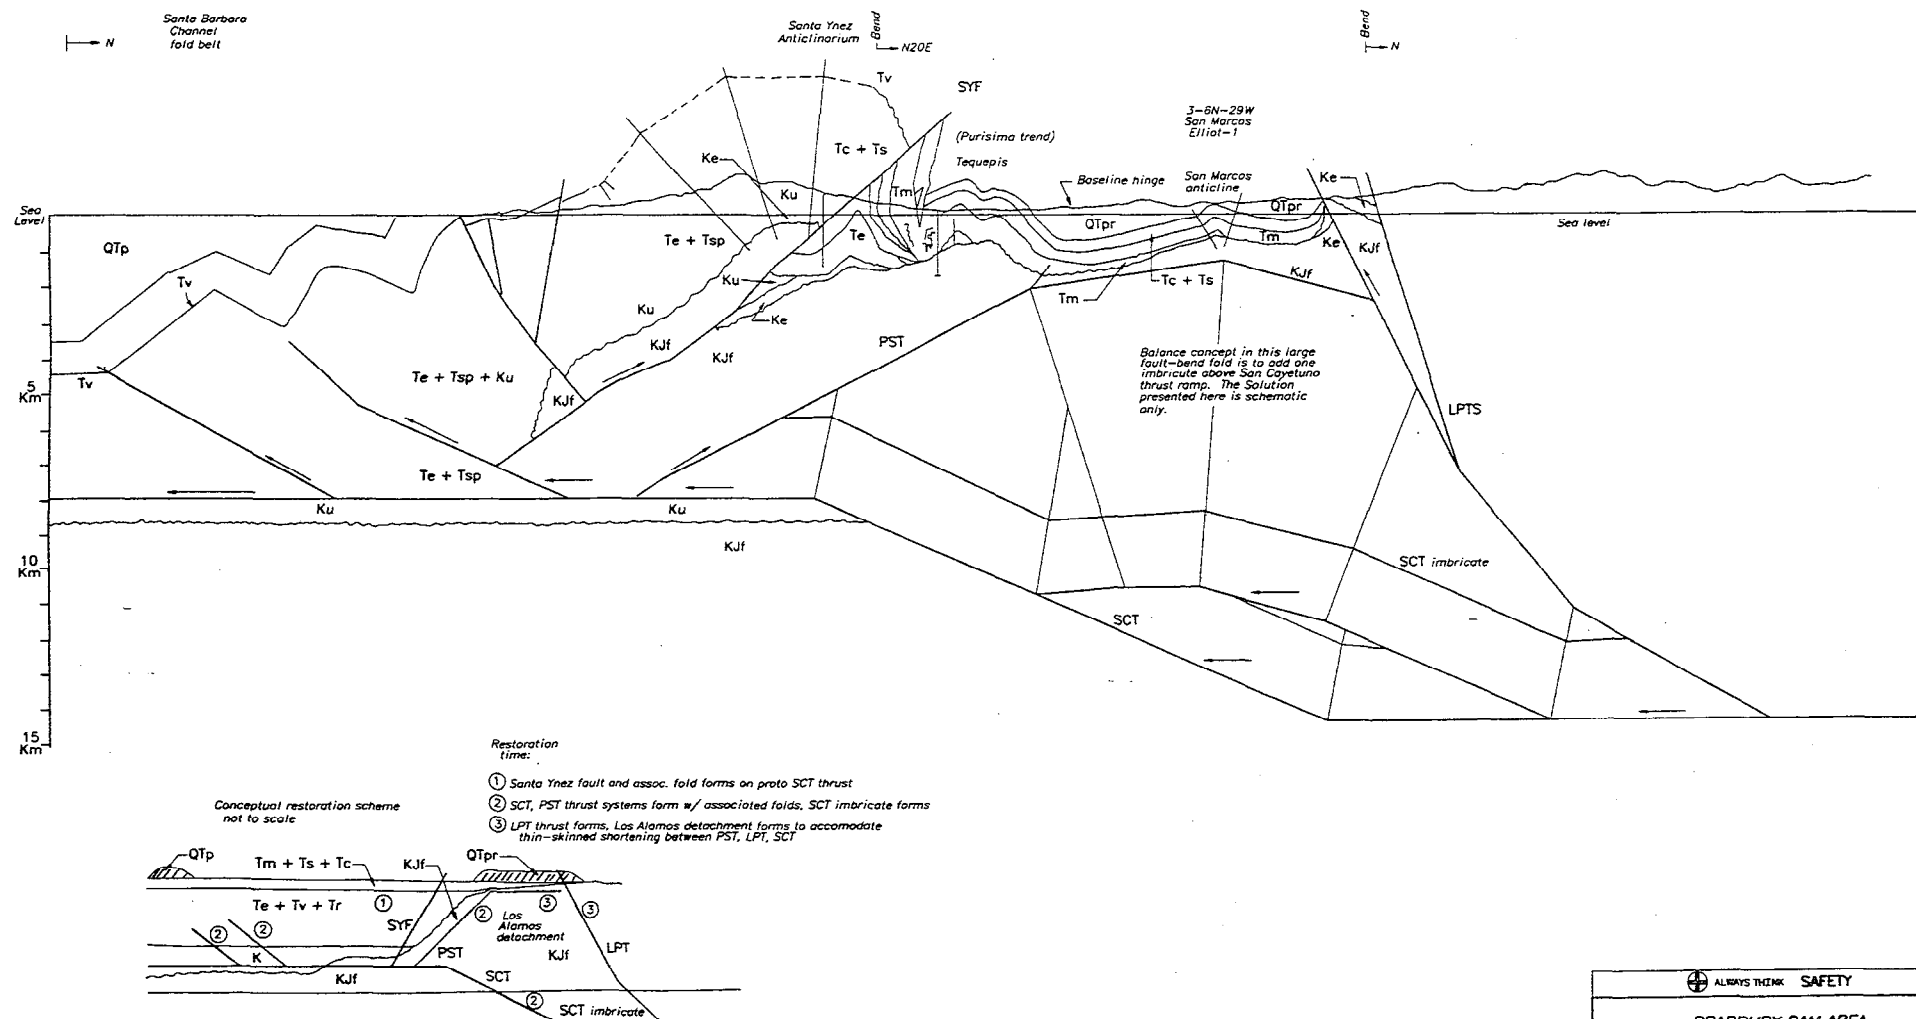 Santa Barbara
Channel
fold belt
N
Santa Ynez
Anticlinorium
Bend
N20E
Bend
N
Tv
SYF
3-6N-29W
San Marcos
Elliot-1
(Purisima trend)
Tequepis
Tc + Ts
Ke
Ku
Tm
Baseline hinge
San Marcos
anticline
Ke
QTpr
Sea
Level
Sea level
QTp
Te + Tsp
Te
QTpr
Tm
Ke
KJf
Tv
Ku
Ku
Tm
Tc + Ts
KJf
Ke
KJf
KJf
PST
Balance concept in this large
fault-bend fold is to add one
imbricate above San Cayetuno
thrust ramp. The Solution
presented here is schematic
only.
Tv
5
Km
Te + Tsp + Ku
KJf
LPTS
Te + Tsp
Ku
Ku
KJf
10
Km
SCT imbricate
SCT
15
Km
Restoration
time:
① Santa Ynez fault and assoc. fold forms on proto SCT thrust
② SCT, PST thrust systems form w/ associated folds, SCT imbricate forms
③ LPT thrust forms, Los Alamos detachment forms to accomodate
thin-skinned shortening between PST, LPT, SCT
Conceptual restoration scheme
not to scale
QTp
Tm + Ts + Tc
KJf
QTpr
Te + Tv + Tr
①
SYF
②
Los
Alamos
detachment
③
③
②
②
K
PST
KJf
LPT
KJf
SCT
②
SCT imbricate
ALWAYS THINK SAFETY